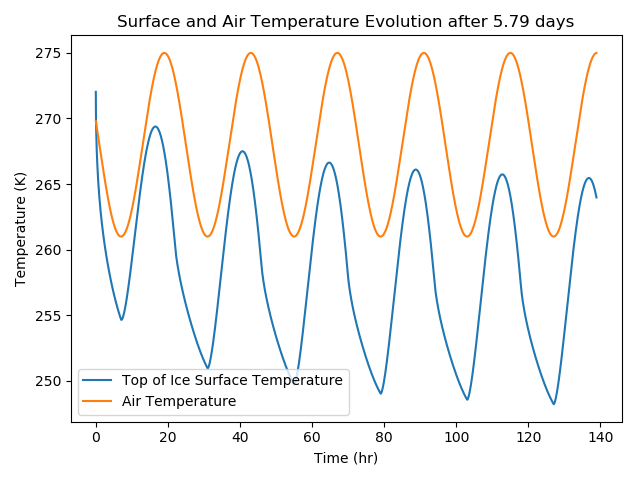 Surface and Air Temperature Evolution after 5.79 days
275
270
265
260
255
250
Temperature (K)
Top of Ice Surface Temperature
Air Temperature
0 20 40 60 80 100 120 140
Time (hr)